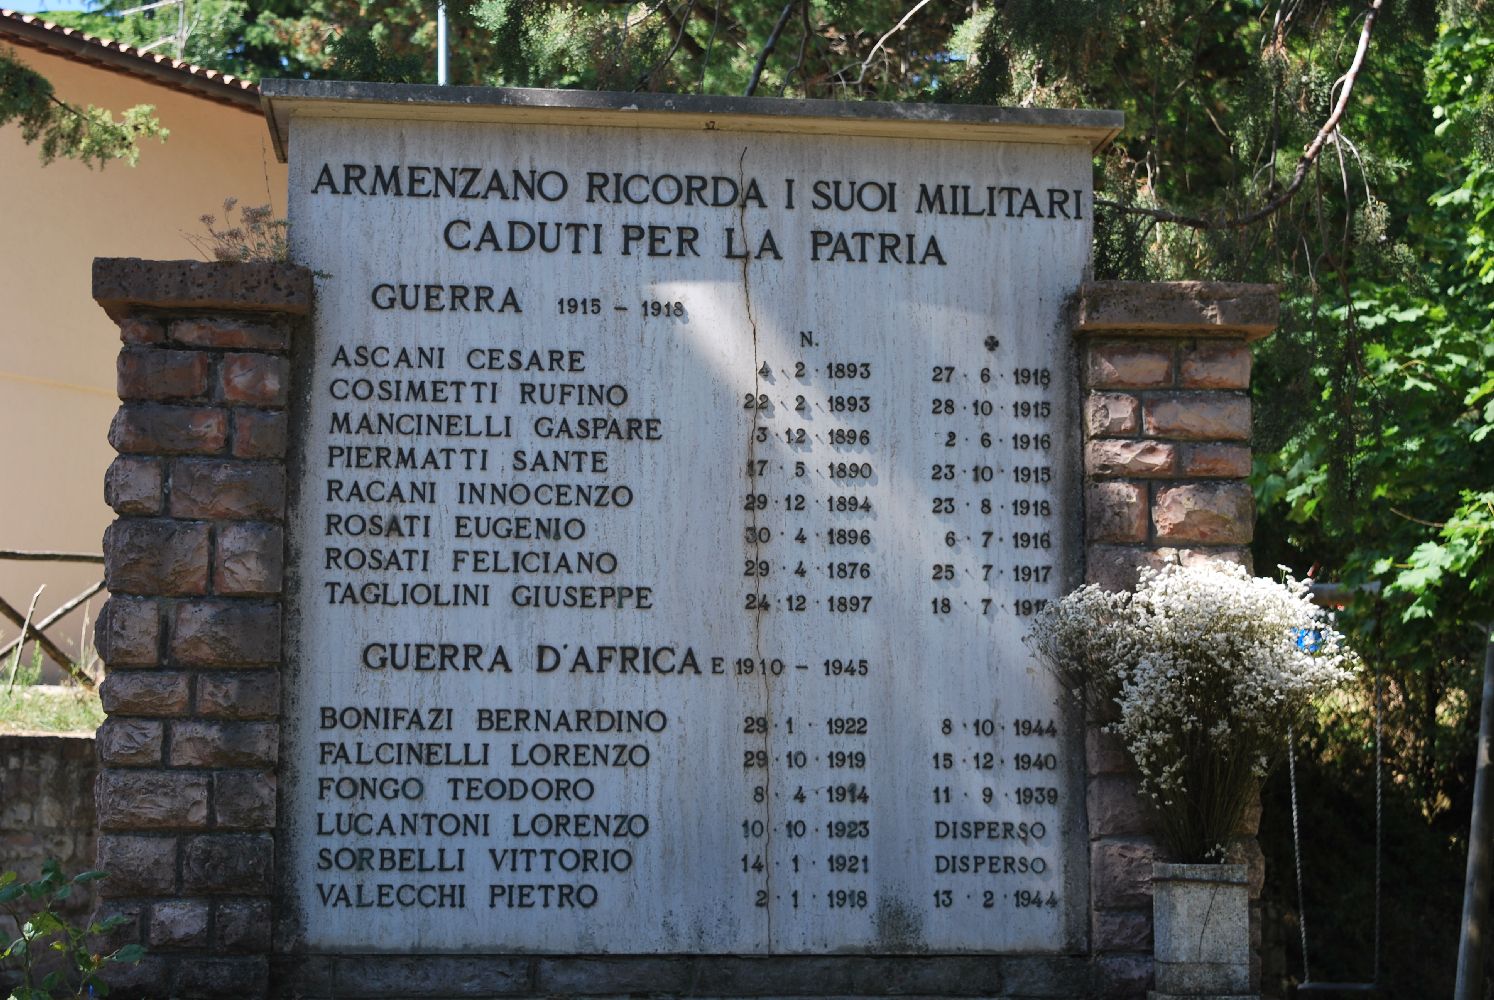 ARMENZANO RICORDA I SUOI MILITARI
CADUTI PER LA PATRIA
GUERRA 1915 - 1918
N. ✠
ASCANI CESARE 4 · 2 · 1893 27 · 6 · 1918
COSIMETTI RUFINO 22 · 2 · 1893 28 · 10 · 1915
MANCINELLI GASPARE 3 · 12 · 1896 2 · 6 · 1916
PIERMATTI SANTE 17 · 5 · 1890 23 · 10 · 1915
RACANI INNOCENZO 29 · 12 · 1894 23 · 8 · 1918
ROSATI EUGENIO 30 · 4 · 1896 6 · 7 · 1916
ROSATI FELICIANO 29 · 4 · 1876 25 · 7 · 1917
TAGLIOLINI GIUSEPPE 24 · 12 · 1897 18 · 7 · 1918
GUERRA D'AFRICA E 1910 - 1945
BONIFAZI BERNARDINO 29 · 1 · 1922 8 · 10 · 1944
FALCINELLI LORENZO 29 · 10 · 1919 15 · 12 · 1940
FONGO TEODORO 8 · 4 · 1914 11 · 9 · 1939
LUCANTONI LORENZO 10 · 10 · 1923 DISPERSO
SORBELLI VITTORIO 14 · 1 · 1921 DISPERSO
VALECCHI PIETRO 2 · 1 · 1918 13 · 2 · 1944